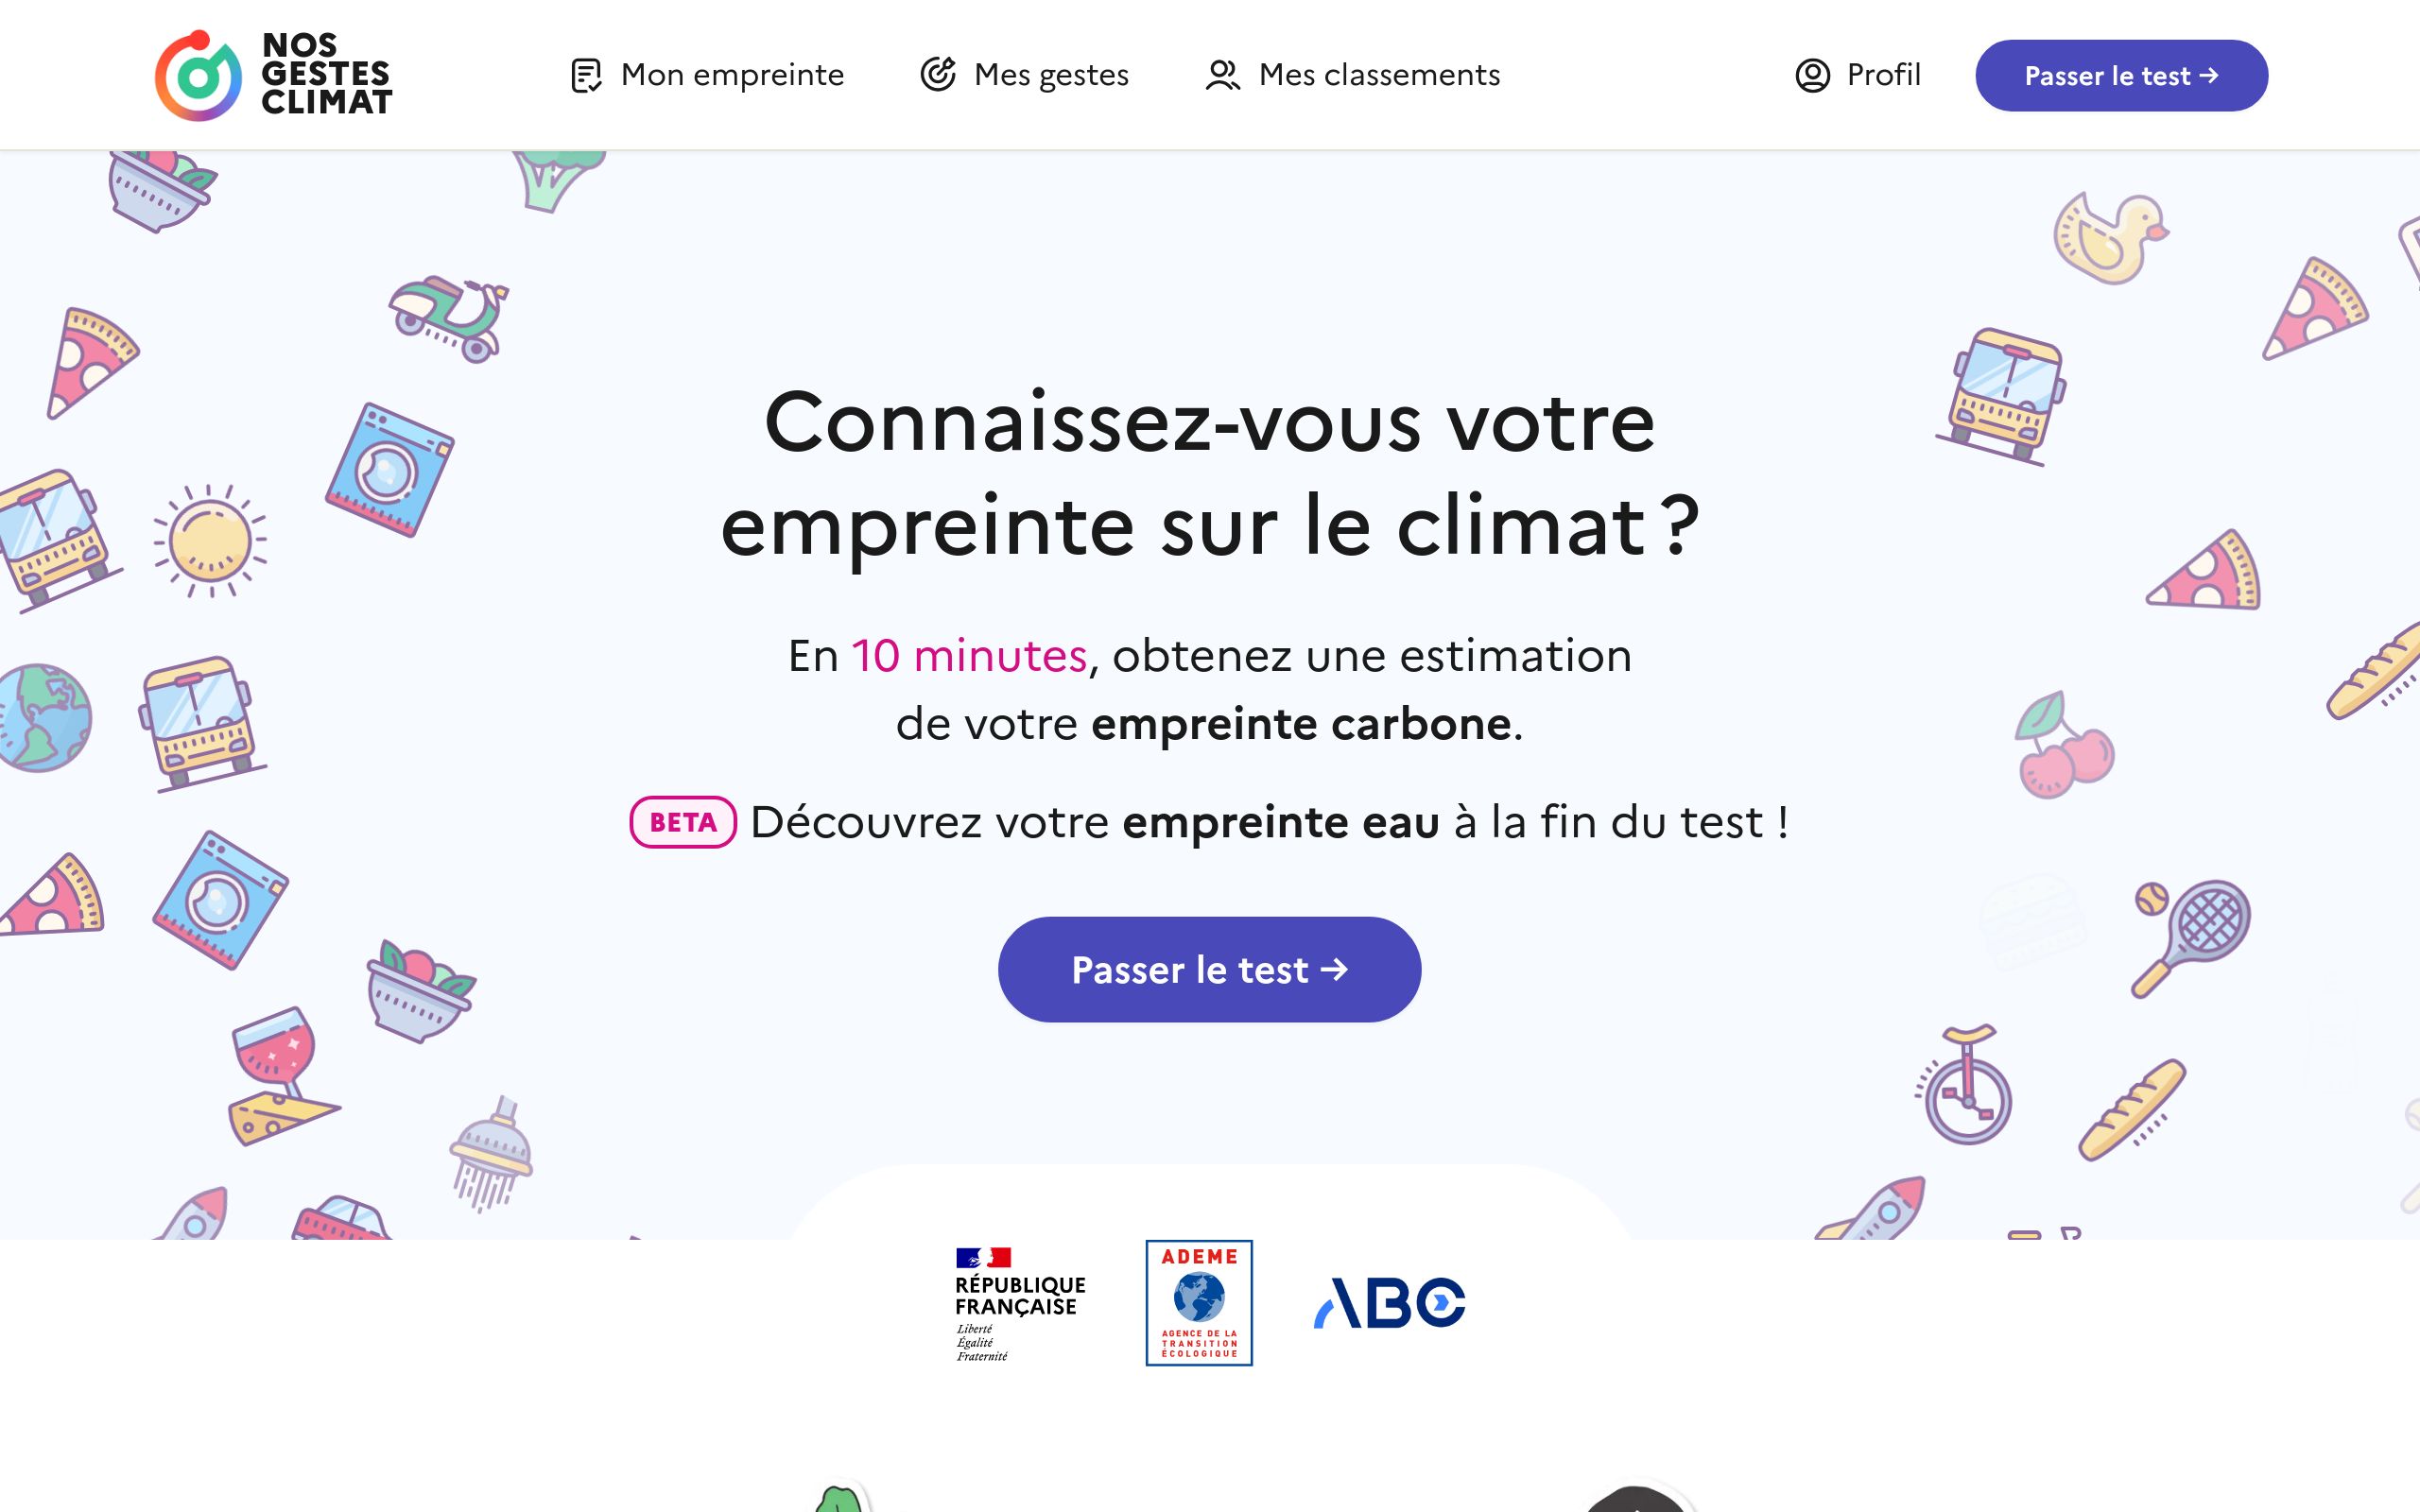 NOS
GESTES
CLIMAT
Mon empreinte
Mes gestes
Mes classements
Profil
Passer le test →
Connaissez-vous votre
empreinte sur le climat ?
En 10 minutes, obtenez une estimation
de votre empreinte carbone.
BETA Découvrez votre empreinte eau à la fin du test !
Passer le test →
RÉPUBLIQUE
FRANÇAISE
Liberté
Égalité
Fraternité
ADEME
AGENCE DE LA
TRANSITION
ÉCOLOGIQUE
ABC